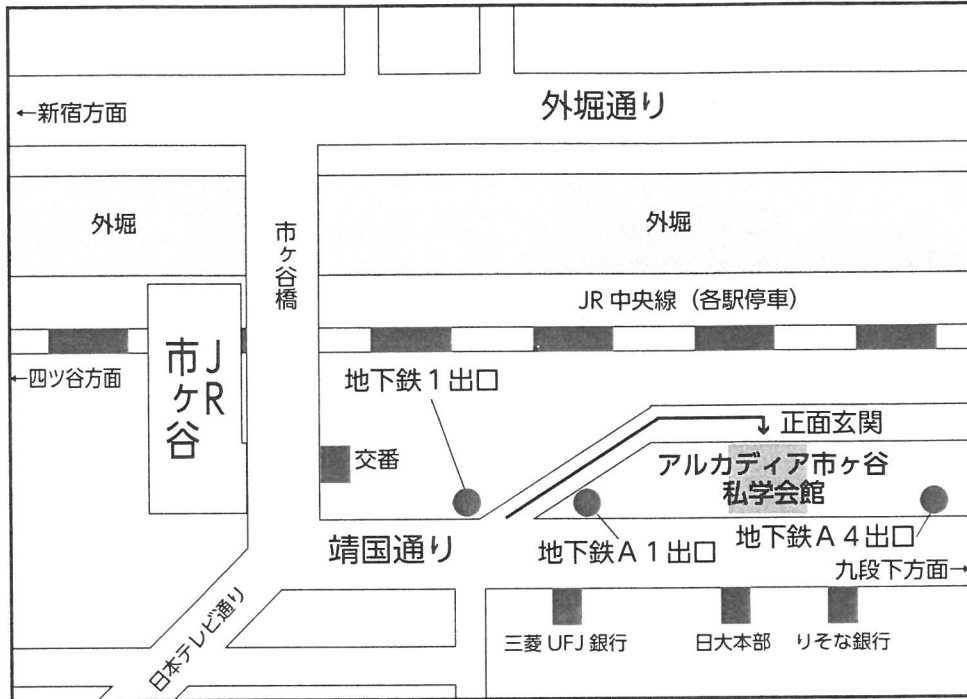 外堀通り
←新宿方面
外堀
外堀
市ヶ谷橋
JR 中央線（各駅停車）
←四ツ谷方面
JR
市ヶ谷
地下鉄1出口
正面玄関
交番
アルカディア市ヶ谷
私学会館
靖国通り
地下鉄A1出口
地下鉄A4出口
九段下方面→
日本テレビ通り
三菱UFJ銀行
日大本部
りそな銀行